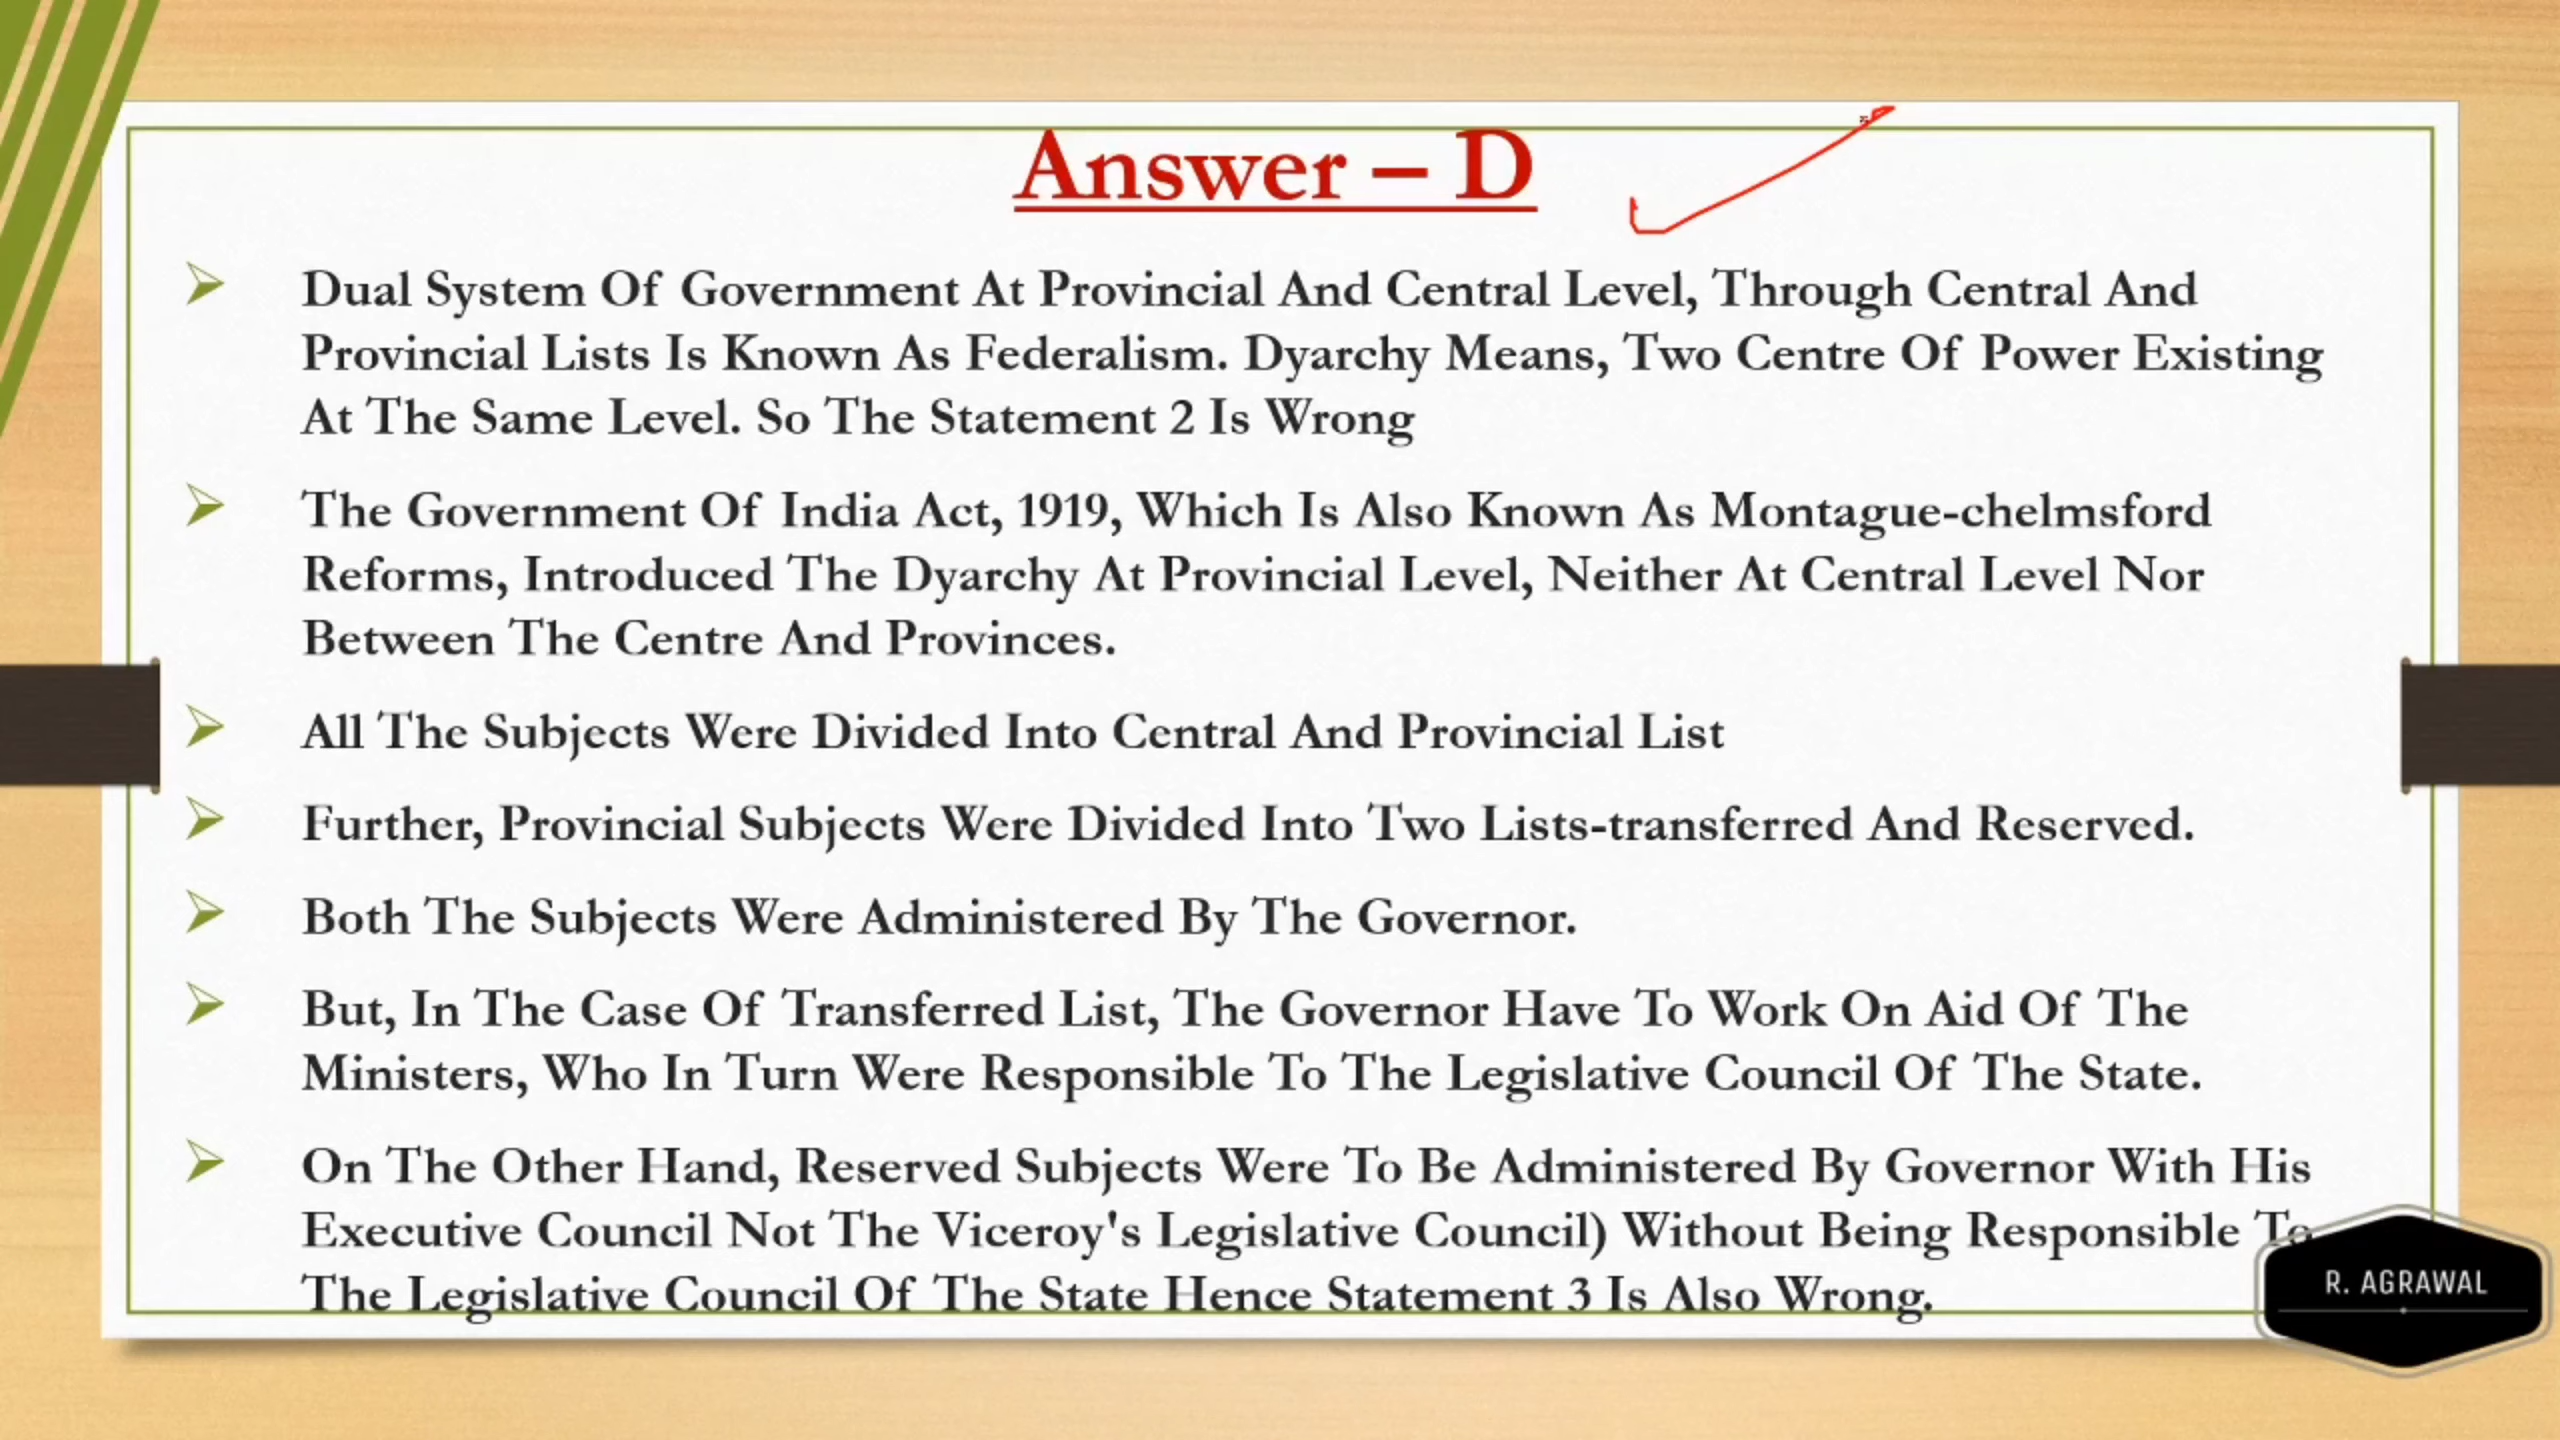 Answer – D
Dual System Of Government At Provincial And Central Level, Through Central And
Provincial Lists Is Known As Federalism. Dyarchy Means, Two Centre Of Power Existing
At The Same Level. So The Statement 2 Is Wrong
The Government Of India Act, 1919, Which Is Also Known As Montague-chelmsford
Reforms, Introduced The Dyarchy At Provincial Level, Neither At Central Level Nor
Between The Centre And Provinces.
All The Subjects Were Divided Into Central And Provincial List
Further, Provincial Subjects Were Divided Into Two Lists-transferred And Reserved.
Both The Subjects Were Administered By The Governor.
But, In The Case Of Transferred List, The Governor Have To Work On Aid Of The
Ministers, Who In Turn Were Responsible To The Legislative Council Of The State.
On The Other Hand, Reserved Subjects Were To Be Administered By Governor With His
Executive Council Not The Viceroy's Legislative Council) Without Being Responsible To
The Legislative Council Of The State Hence Statement 3 Is Also Wrong.
R. AGRAWAL